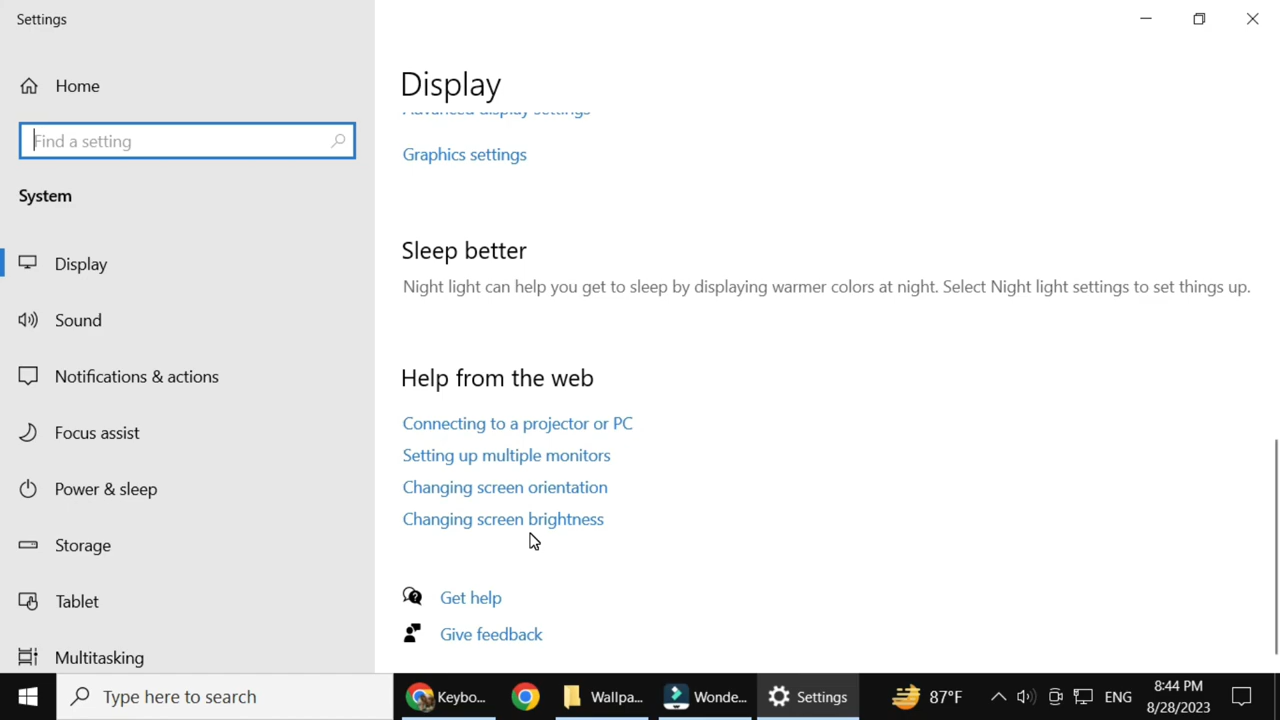 Settings
Home
Find a setting
System
Display
Sound
Notifications & actions
Focus assist
Power & sleep
Storage
Tablet
Multitasking
Display
Advanced display settings
Graphics settings
Sleep better
Night light can help you get to sleep by displaying warmer colors at night. Select Night light settings to set things up.
Help from the web
Connecting to a projector or PC
Setting up multiple monitors
Changing screen orientation
Changing screen brightness
Get help
Give feedback
Type here to search
Keybo...
Wallpa...
Wonde...
Settings
87°F
ENG
8:44 PM
8/28/2023